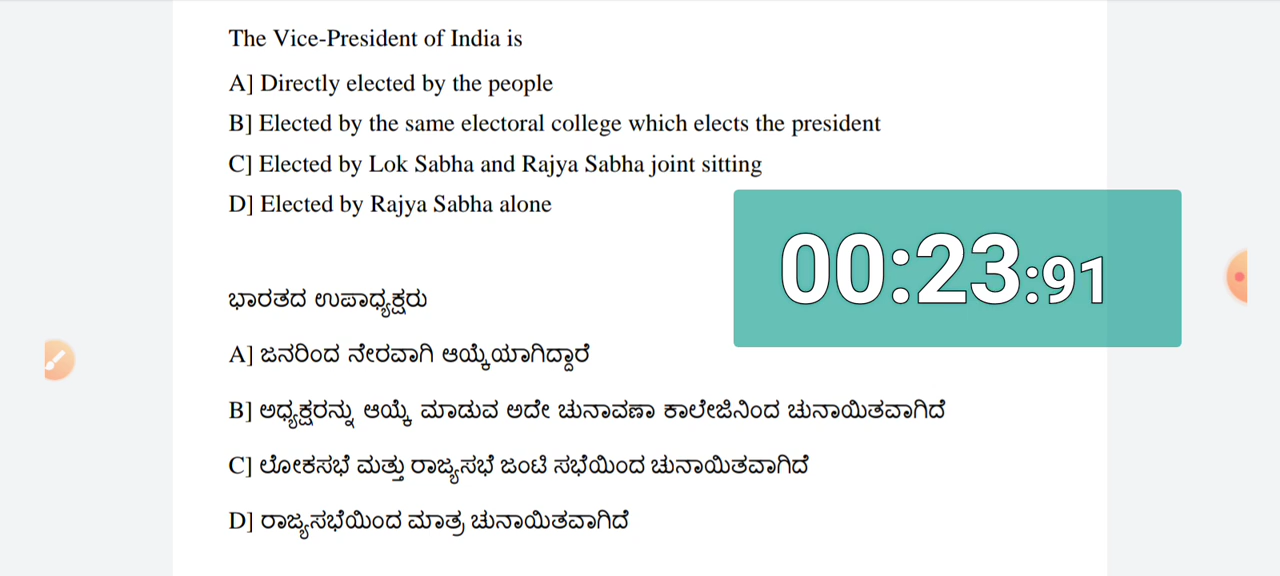 The Vice-President of India is
A] Directly elected by the people
B] Elected by the same electoral college which elects the president
C] Elected by Lok Sabha and Rajya Sabha joint sitting
D] Elected by Rajya Sabha alone
00:23:91
ಭಾರತದ ಉಪಾಧ್ಯಕ್ಷರು
A] ಜನರಿಂದ ನೇರವಾಗಿ ಆಯ್ಕೆಯಾಗಿದ್ದಾರೆ
B] ಅಧ್ಯಕ್ಷರನ್ನು ಆಯ್ಕೆ ಮಾಡುವ ಅದೇ ಚುನಾವಣಾ ಕಾಲೇಜಿನಿಂದ ಚುನಾಯಿತವಾಗಿದೆ
C] ಲೋಕಸಭೆ ಮತ್ತು ರಾಜ್ಯಸಭೆ ಜಂಟಿ ಸಭೆಯಿಂದ ಚುನಾಯಿತವಾಗಿದೆ
D] ರಾಜ್ಯಸಭೆಯಿಂದ ಮಾತ್ರ ಚುನಾಯಿತವಾಗಿದೆ